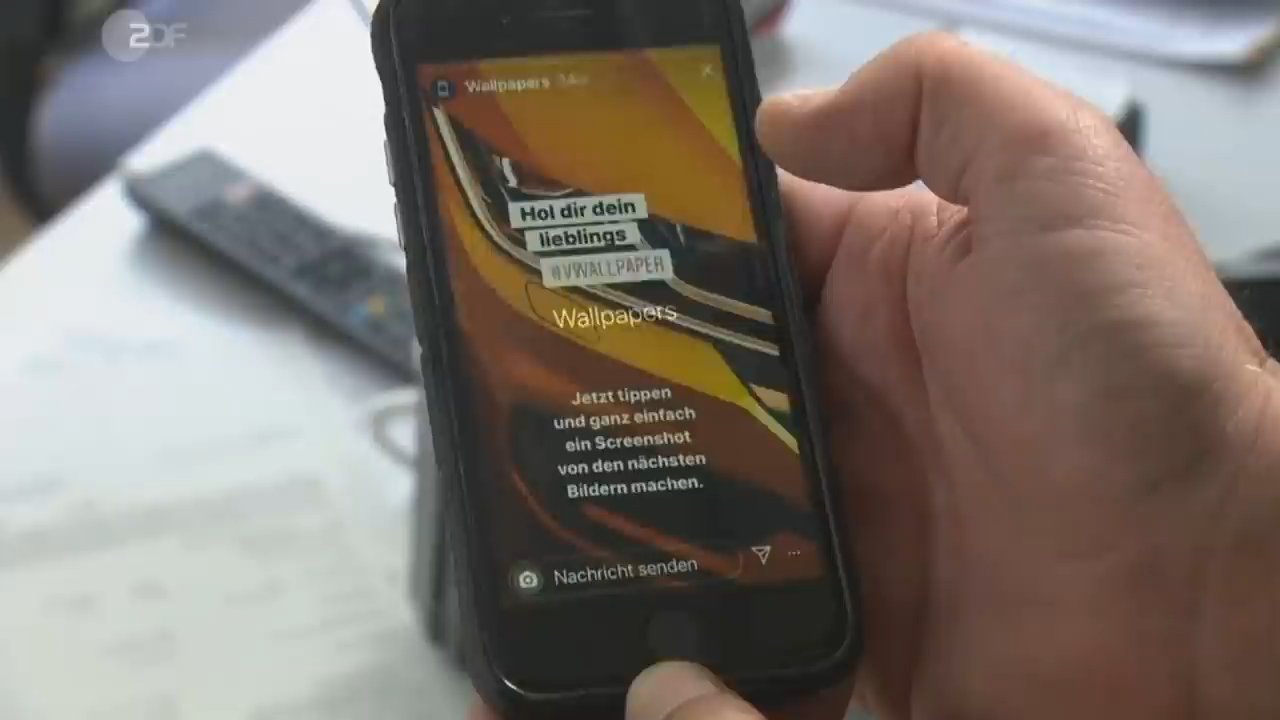 ZDF
Wallpapers
Hol dir dein
lieblings
@VWALLPAPER
Wallpapers
Jetzt tippen
und ganz einfach
ein Screenshot
von den nächsten
Bildern machen.
Nachricht senden